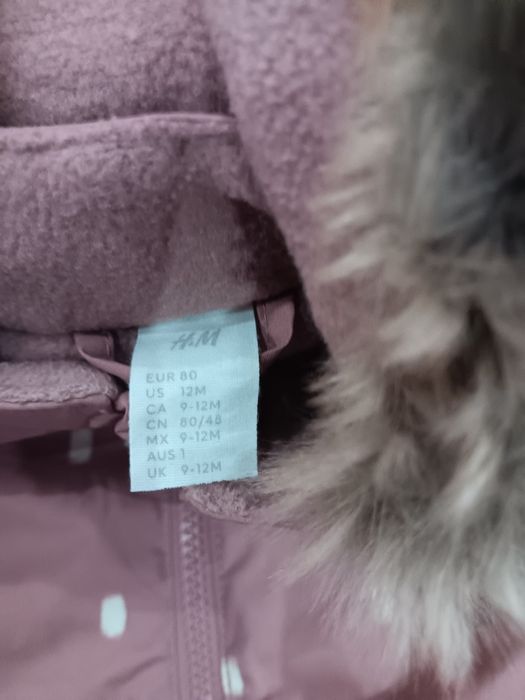 H&M
EUR 80
US 12M
CA 9-12M
CN 80/48
MX 9-12M
AUS 1
UK 9-12M